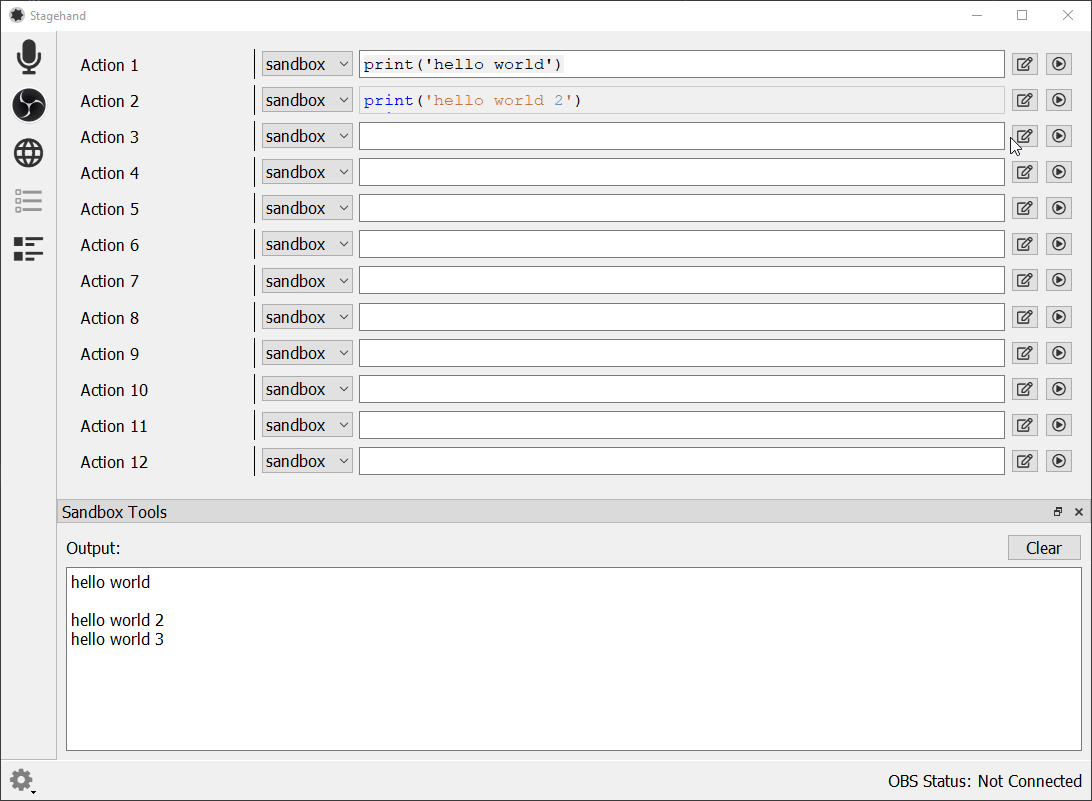 Stagehand
Action 1 sandbox print('hello world')
Action 2 sandbox print('hello world 2')
Action 3 sandbox
Action 4 sandbox
Action 5 sandbox
Action 6 sandbox
Action 7 sandbox
Action 8 sandbox
Action 9 sandbox
Action 10 sandbox
Action 11 sandbox
Action 12 sandbox
Sandbox Tools
Output: Clear
hello world
hello world 2
hello world 3
OBS Status: Not Connected